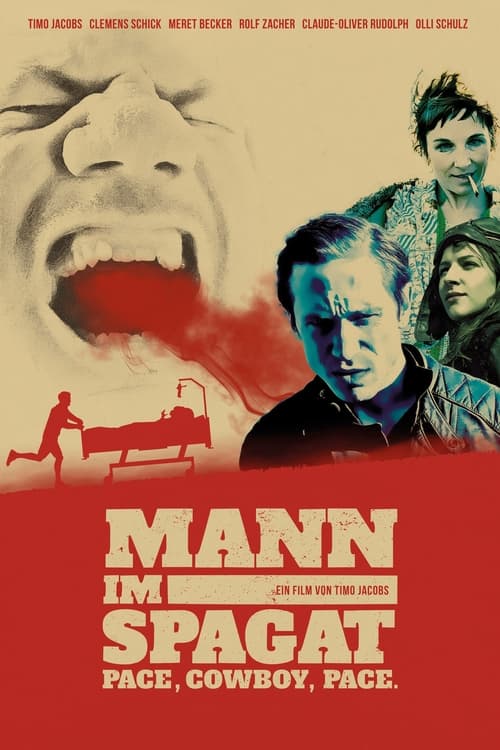 TIMO JACOBS CLEMENS SCHICK MERET BECKER ROLF ZACHER CLAUDE-OLIVER RUDOLPH OLLI SCHULZ
MANN
IM
EIN FILM VON TIMO JACOBS
SPAGAT
PACE, COWBOY, PACE.